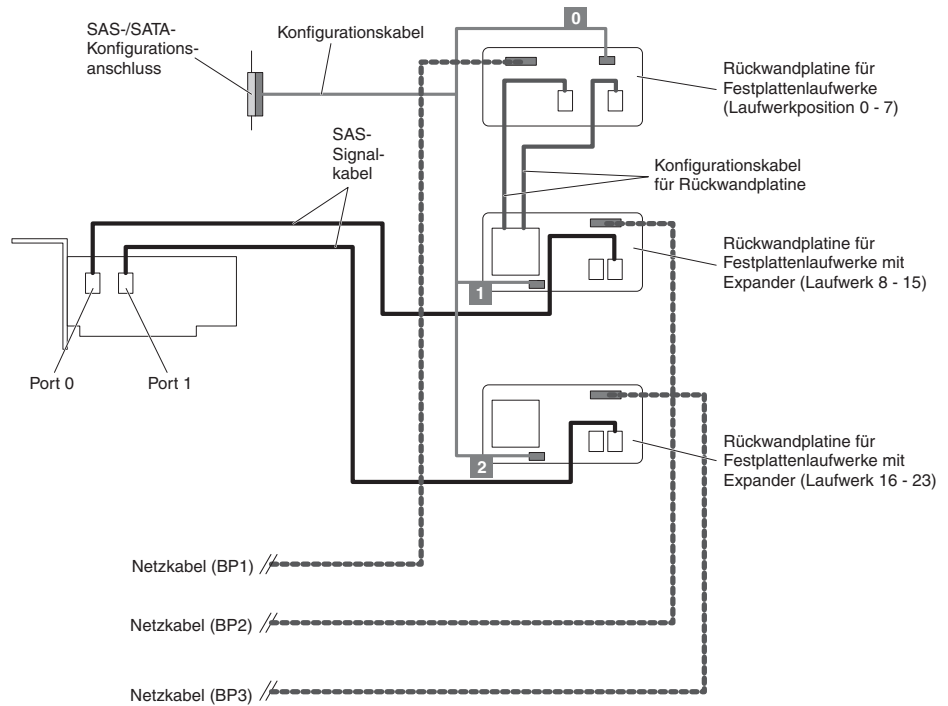 0
SAS-/SATA-
Konfigurations-
anschluss
Konfigurationskabel
Rückwandplatine für
Festplattenlaufwerke
(Laufwerkposition 0 - 7)
SAS-
Signal-
kabel
Konfigurationskabel
für Rückwandplatine
Rückwandplatine für
Festplattenlaufwerke mit
Expander (Laufwerk 8 - 15)
1
Port 0
Port 1
Rückwandplatine für
Festplattenlaufwerke mit
Expander (Laufwerk 16 - 23)
2
Netzkabel (BP1)
Netzkabel (BP2)
Netzkabel (BP3)